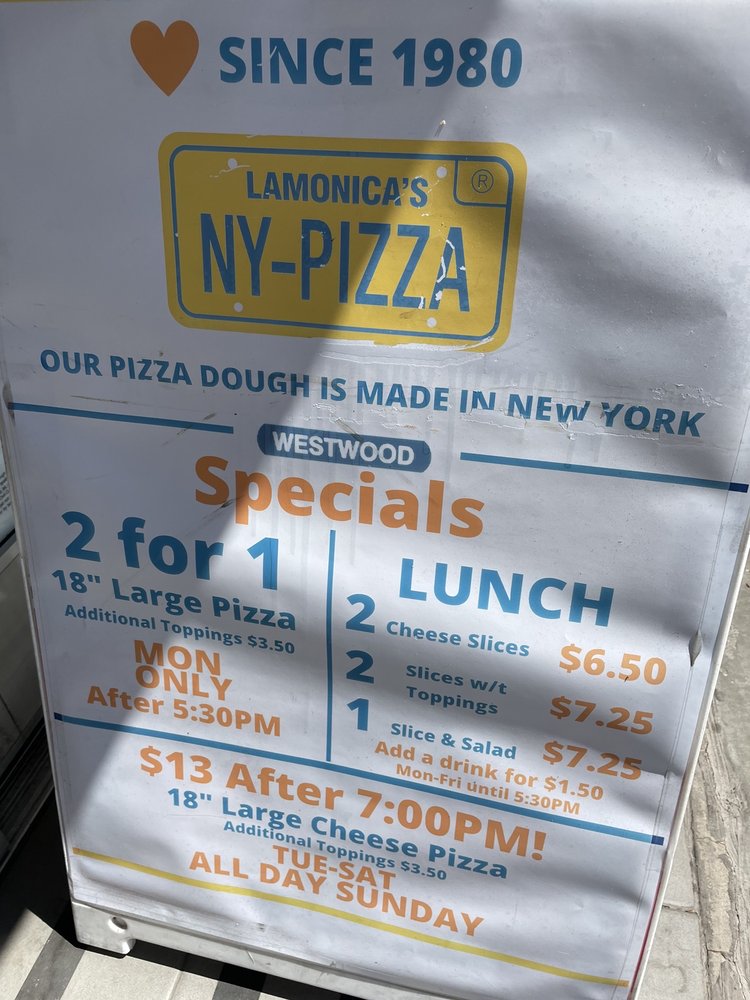 SINCE 1980
LAMONICA'S ®
NY-PIZZA
OUR PIZZA DOUGH IS MADE IN NEW YORK
WESTWOOD
Specials
2 for 1
18" Large Pizza
Additional Toppings $3.50
MON
ONLY
After 5:30PM
LUNCH
2 Cheese Slices $6.50
2 Slices w/t
Toppings $7.25
1 Slice & Salad $7.25
Add a drink for $1.50
Mon-Fri until 5:30PM
$13 After 7:00PM!
18" Large Cheese Pizza
Additional Toppings $3.50
TUE-SAT
ALL DAY SUNDAY